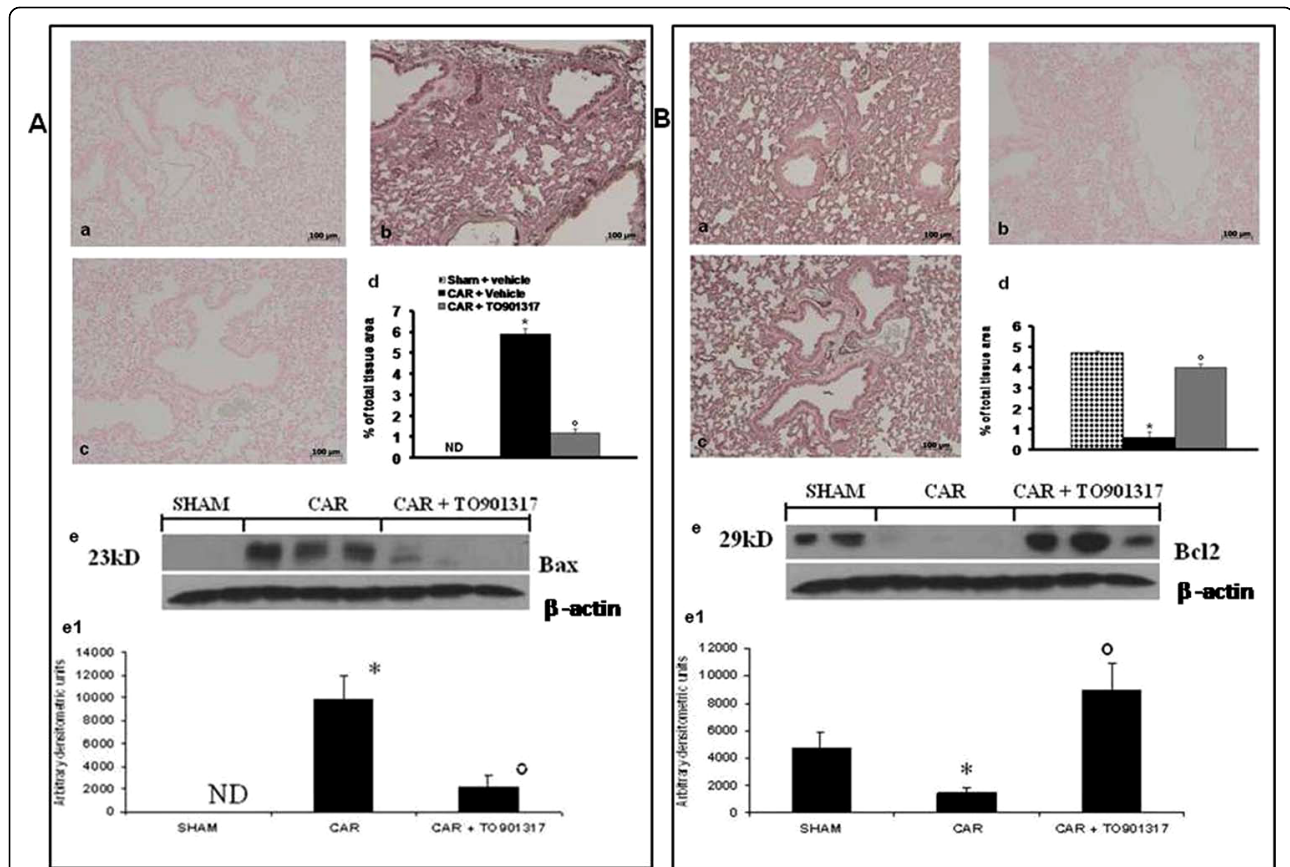 A
a
100 µm
b
100 µm
c
100 µm
d
Sham + vehicle
CAR + Vehicle
CAR + TO901317
% of total tissue area
7
6
5
4
3
2
1
0
ND
*
°
SHAM CAR CAR + TO901317
e
23kD
Bax
β-actin
e1
Arbitrary densitometric units
14000
12000
10000
8000
6000
4000
2000
0
ND
*
o
SHAM CAR CAR + TO901317
B
a
100 µm
b
100 µm
c
100 µm
d
% of total tissue area
6
5
4
3
2
1
0
*
°
SHAM CAR CAR + TO901317
e
29kD
Bcl2
β-actin
e1
Arbitrary densitometric units
12000
10000
8000
6000
4000
2000
0
*
o
SHAM CAR CAR + TO901317